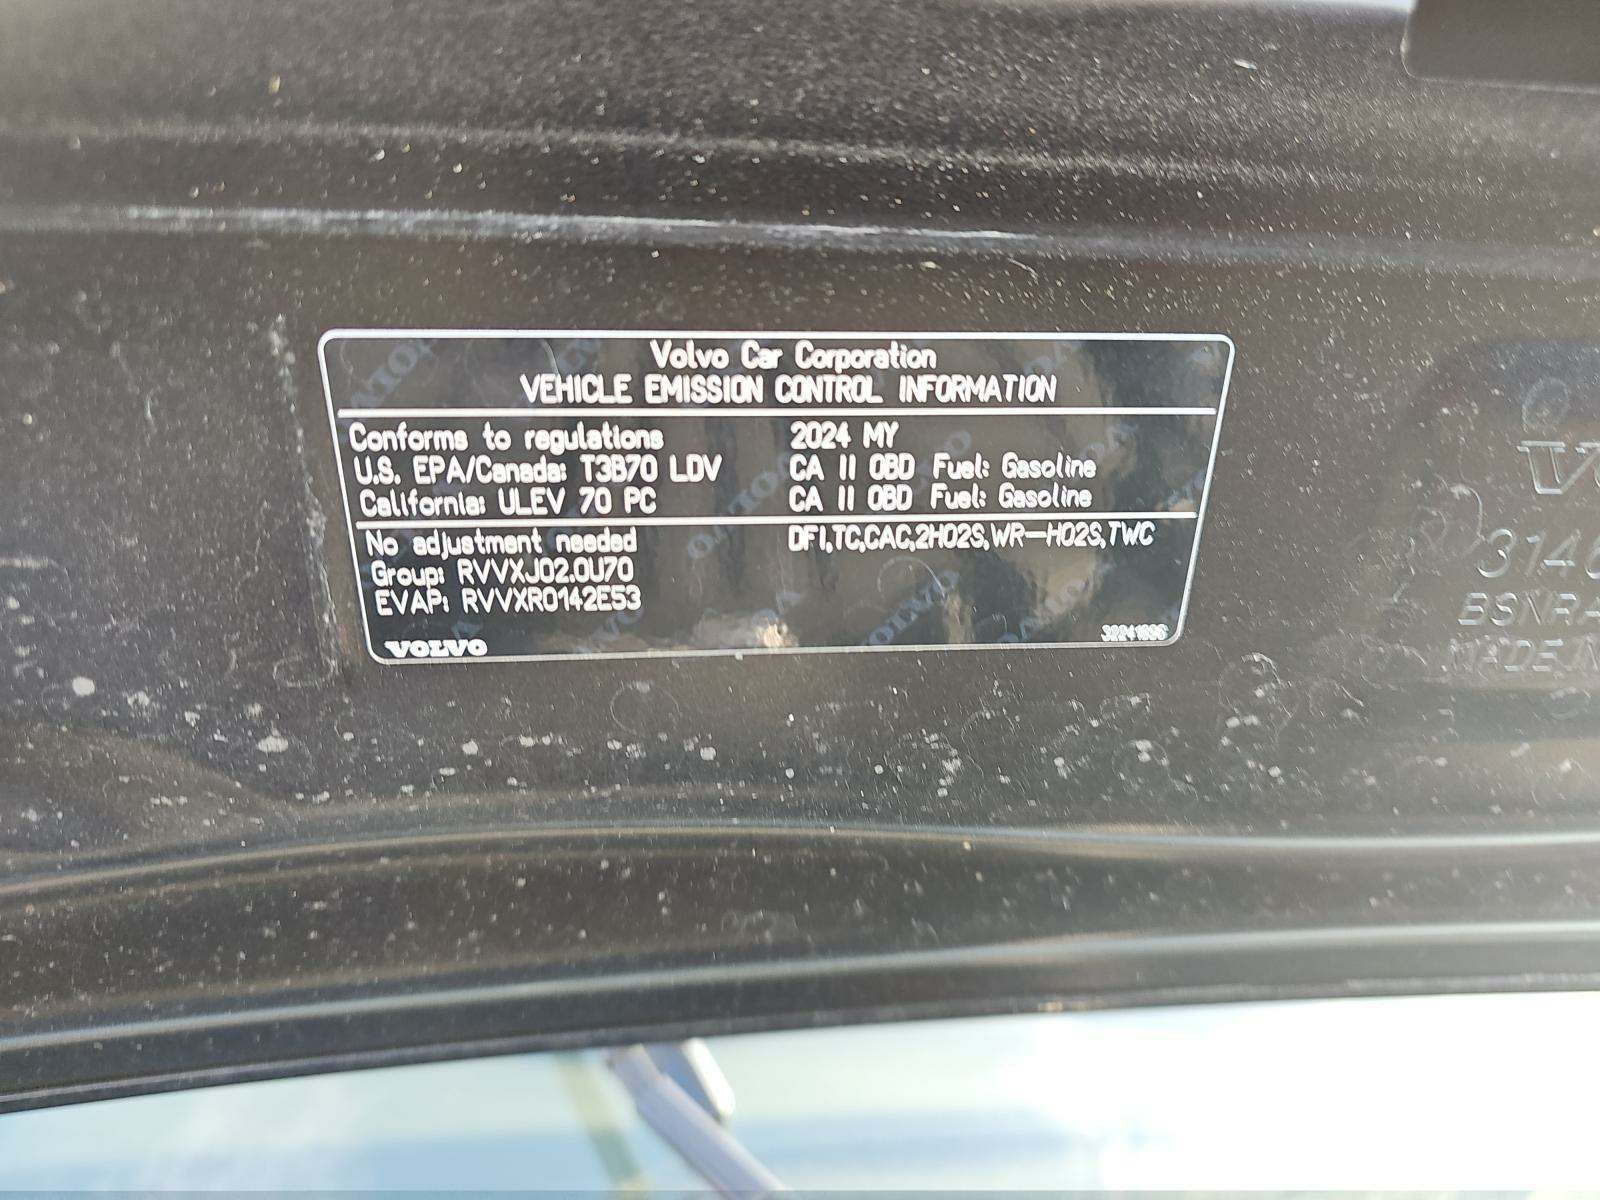 Volvo Car Corporation
VEHICLE EMISSION CONTROL INFORMATION
Conforms to regulations 2024 MY
U.S. EPA/Canada: T3B70 LDV CA II OBD Fuel: Gasoline
California: ULEV 70 PC CA II OBD Fuel: Gasoline
No adjustment needed DFI,TC,CAC,2HO2S,WR-HO2S,TWC
Group: RVVXJ02.0U70
EVAP: RVVXR0142E53
VOLVO
MADE IN